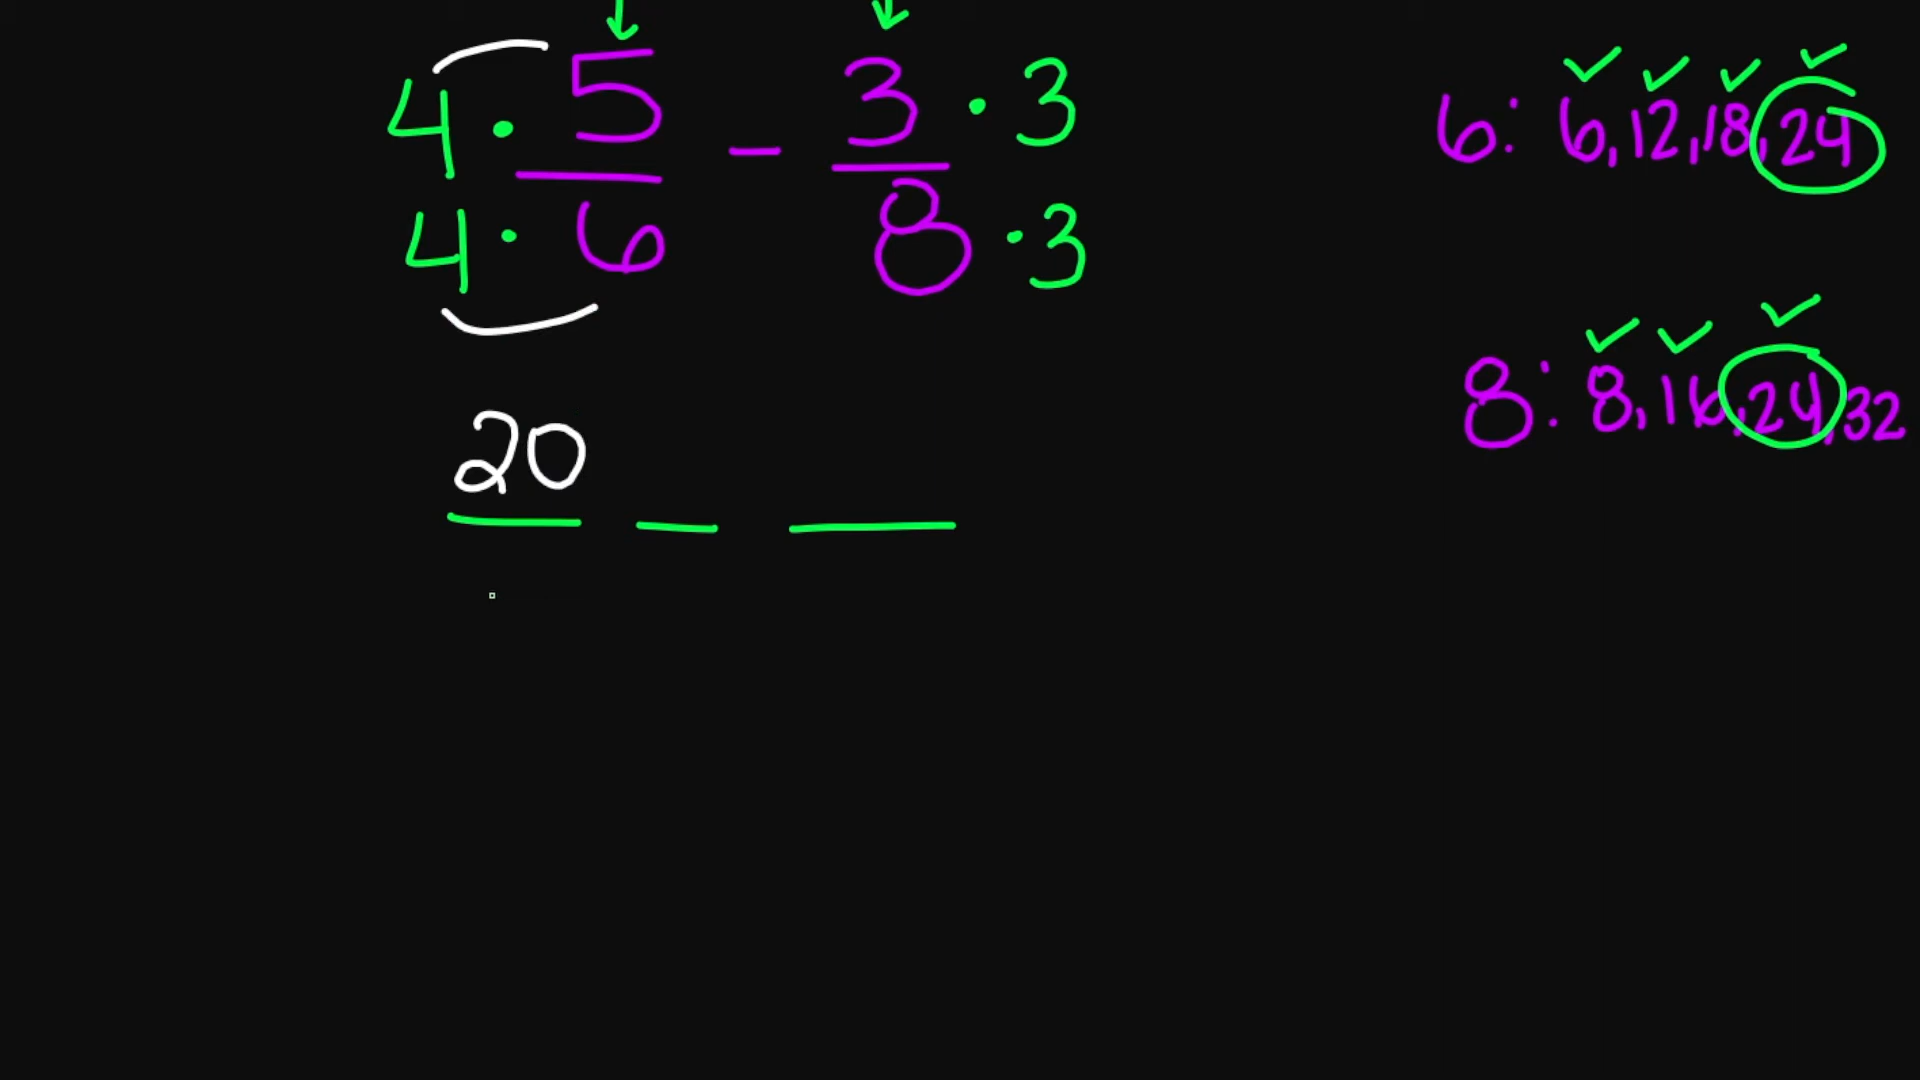 4 · 5 - 3 · 3
4 · 6 8 · 3
6: 6, 12, 18, 24
8: 8, 16, 24, 32
20